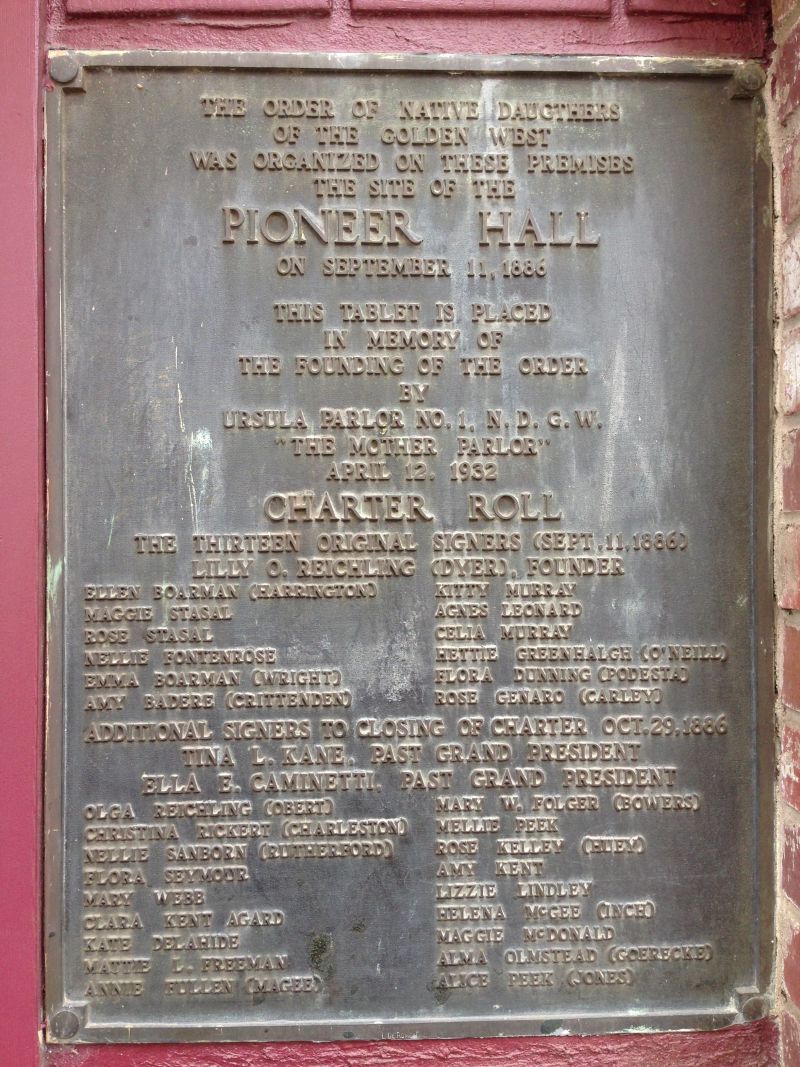 THE ORDER OF NATIVE DAUGTHERS
OF THE GOLDEN WEST
WAS ORGANIZED ON THESE PREMISES
THE SITE OF THE
PIONEER HALL
ON SEPTEMBER 11, 1886
THIS TABLET IS PLACED
IN MEMORY OF
THE FOUNDING OF THE ORDER
BY
URSULA PARLOR NO. 1, N. D. G. W.
"THE MOTHER PARLOR"
APRIL 12, 1932
CHARTER ROLL
THE THIRTEEN ORIGINAL SIGNERS (SEPT. 11, 1886)
LILLY O. REICHLING (DYER), FOUNDER
ELLEN BOARMAN (HARRINGTON)
MAGGIE STASAL
ROSE STASAL
NELLIE FONTENROSE
EMMA BOARMAN (WRIGHT)
AMY BADERE (CRITTENDEN)
KITTY MURRAY
AGNES LEONARD
CELIA MURRAY
HETTIE GREENHALGH (O'NEILL)
FLORA DUNNING (PODESTA)
ROSE GENARO (CARLEY)
ADDITIONAL SIGNERS TO CLOSING OF CHARTER OCT. 29, 1886
TINA L. KANE, PAST GRAND PRESIDENT
ELLA E. CAMINETTI, PAST GRAND PRESIDENT
OLGA REICHLING (OBERT)
CHRISTINA RICKERT (CHARLESTON)
NELLIE SANBORN (RUTHERFORD)
FLORA SEYMOUR
MARY WEBB
CLARA KENT AGARD
KATE DELAHIDE
MATTIE L. FREEMAN
ANNIE FULLEN (MAGEE)
MARY W. FOLGER (BOWERS)
MELLIE PEEK
ROSE KELLEY (HUEY)
AMY KENT
LIZZIE LINDLEY
HELENA McGEE (INCH)
MAGGIE McDONALD
ALMA OLMSTEAD (GOERECKE)
ALICE PEEK (JONES)